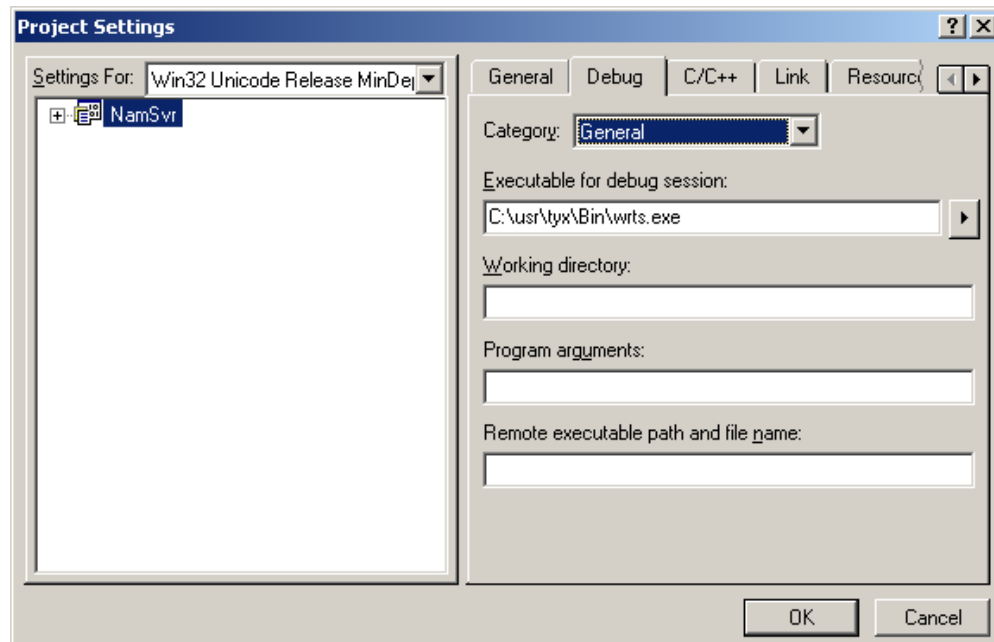 Project Settings
Settings For: Win32 Unicode Release MinDe
NamSvr
General Debug C/C++ Link Resourc
Category: General
Executable for debug session:
C:\usr\tyx\Bin\wrts.exe
Working directory:
Program arguments:
Remote executable path and file name:
OK Cancel